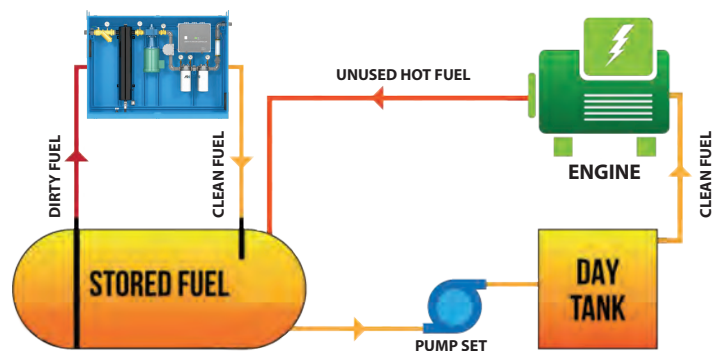 UNUSED HOT FUEL
DIRTY FUEL
CLEAN FUEL
ENGINE
CLEAN FUEL
STORED FUEL
DAY
TANK
PUMP SET